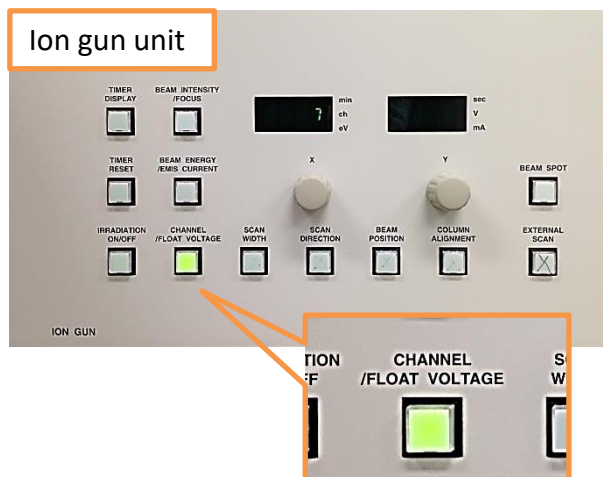 Ion gun unit
TIMER
DISPLAY
BEAM INTENSITY
/FOCUS
7
min
ch
eV
sec
V
mA
TIMER
RESET
BEAM ENERGY
/EMIS CURRENT
X
Y
BEAM SPOT
IRRADIATION
ON/OFF
CHANNEL
/FLOAT VOLTAGE
SCAN
WIDTH
SCAN
DIRECTION
BEAM
POSITION
COLUMN
ALIGNMENT
EXTERNAL
SCAN
X
ION GUN
TION
FF
CHANNEL
/FLOAT VOLTAGE
S
W